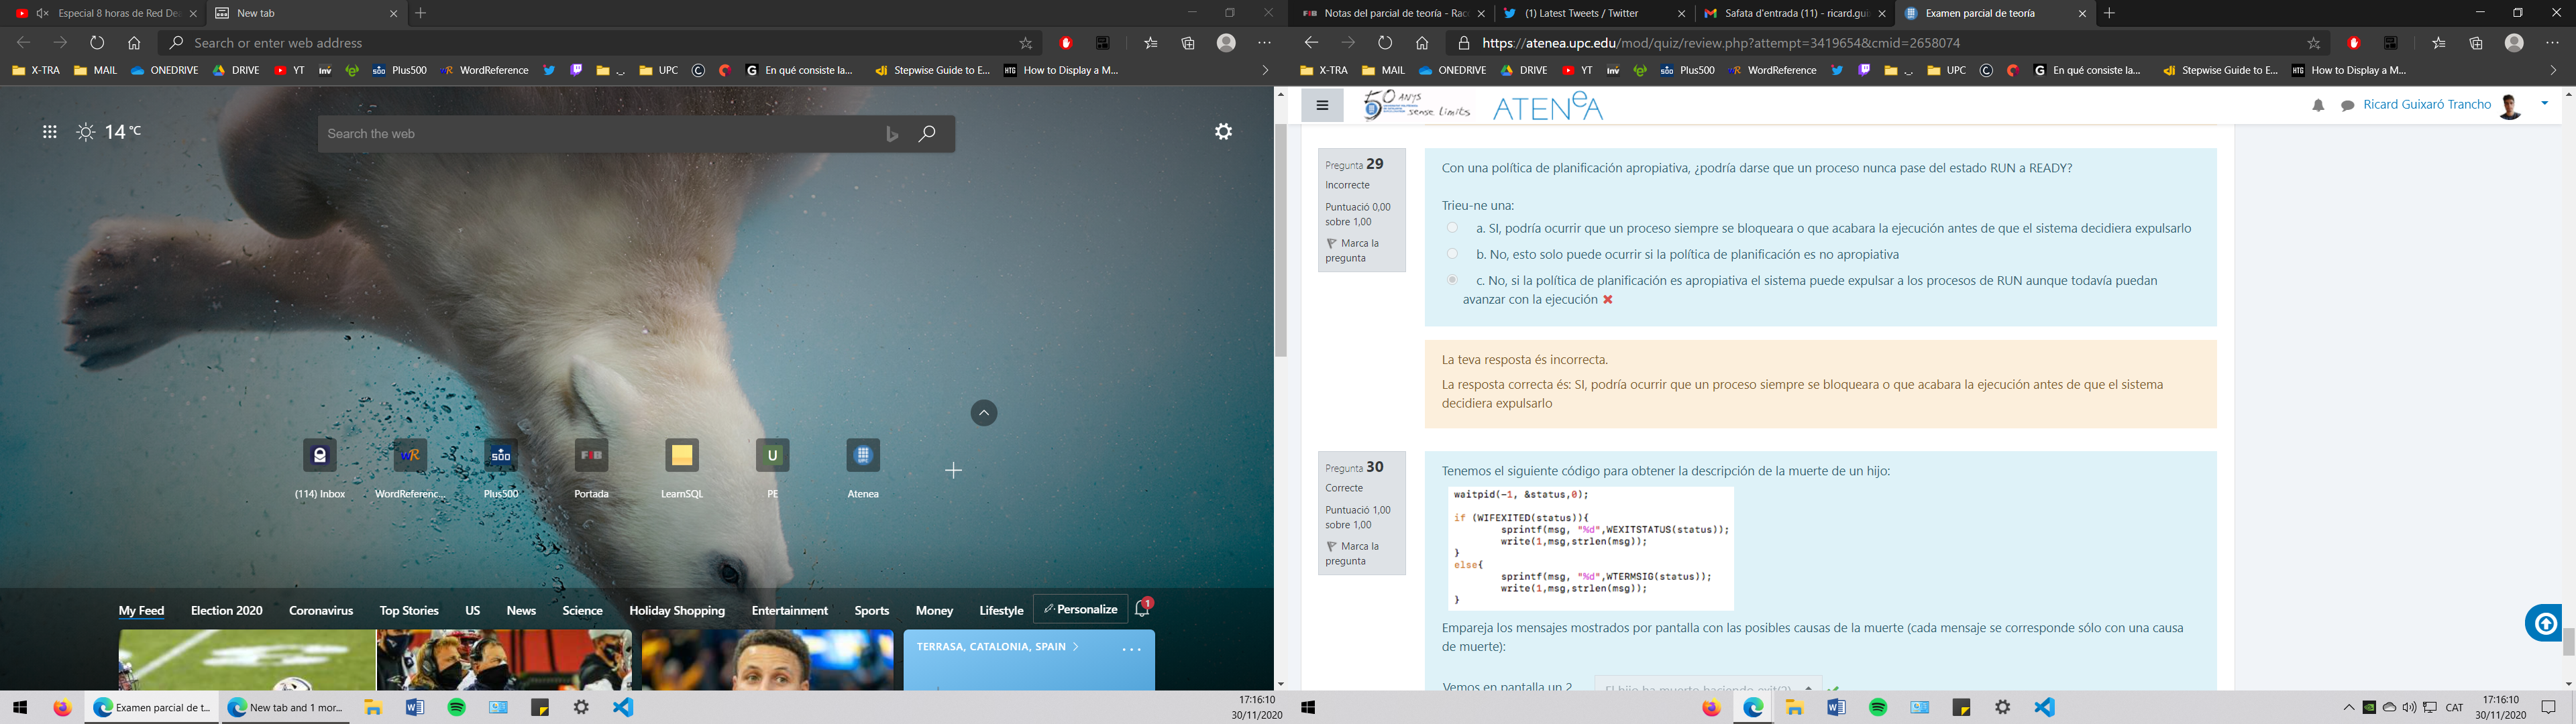 Especial 8 horas de Red De
New tab
Search or enter web address
X-TRA MAIL ONEDRIVE DRIVE YT inv Plus500 WordReference UPC En qué consiste la... Stepwise Guide to E... HTG How to Display a M...
14 °C
Search the web
(114) Inbox WordReferenc... Plus500 Portada LearnSQL PE Atenea
My Feed Election 2020 Coronavirus Top Stories US News Science Holiday Shopping Entertainment Sports Money Lifestyle Personalize 1
TERRASA, CATALONIA, SPAIN
Examen parcial de t... New tab and 1 mor...
17:16:10
30/11/2020
Notas del parcial de teoría - Rac
(1) Latest Tweets / Twitter
Safata d'entrada (11) - ricard.gui
Examen parcial de teoría
https://atenea.upc.edu/mod/quiz/review.php?attempt=3419654&cmid=2658074
X-TRA MAIL ONEDRIVE DRIVE YT inv Plus500 WordReference UPC En qué consiste la... Stepwise Guide to E... HTG How to Display a M...
50 ANYS
sense límits
ATENEA
Ricard Guixaró Trancho
Pregunta 29
Incorrecte
Puntuació 0,00
sobre 1,00
Marca la
pregunta
Con una política de planificación apropiativa, ¿podría darse que un proceso nunca pase del estado RUN a READY?
Trieu-ne una:
a. SI, podría ocurrir que un proceso siempre se bloqueara o que acabara la ejecución antes de que el sistema decidiera expulsarlo
b. No, esto solo puede ocurrir si la política de planificación es no apropiativa
c. No, si la política de planificación es apropiativa el sistema puede expulsar a los procesos de RUN aunque todavía puedan
avanzar con la ejecución
La teva resposta és incorrecta.
La resposta correcta és: SI, podría ocurrir que un proceso siempre se bloqueara o que acabara la ejecución antes de que el sistema
decidiera expulsarlo
Pregunta 30
Correcte
Puntuació 1,00
sobre 1,00
Marca la
pregunta
Tenemos el siguiente código para obtener la descripción de la muerte de un hijo:
waitpid(-1, &status,0);
if (WIFEXITED(status)){
sprintf(msg, "%d",WEXITSTATUS(status));
write(1,msg,strlen(msg));
}
else{
sprintf(msg, "%d",WTERMSIG(status));
write(1,msg,strlen(msg));
}
Empareja los mensajes mostrados por pantalla con las posibles causas de la muerte (cada mensaje se corresponde sólo con una causa
de muerte):
Vemos en pantalla un 2 El hijo ha muerto haciendo exit(2)
CAT
17:16:10
30/11/2020